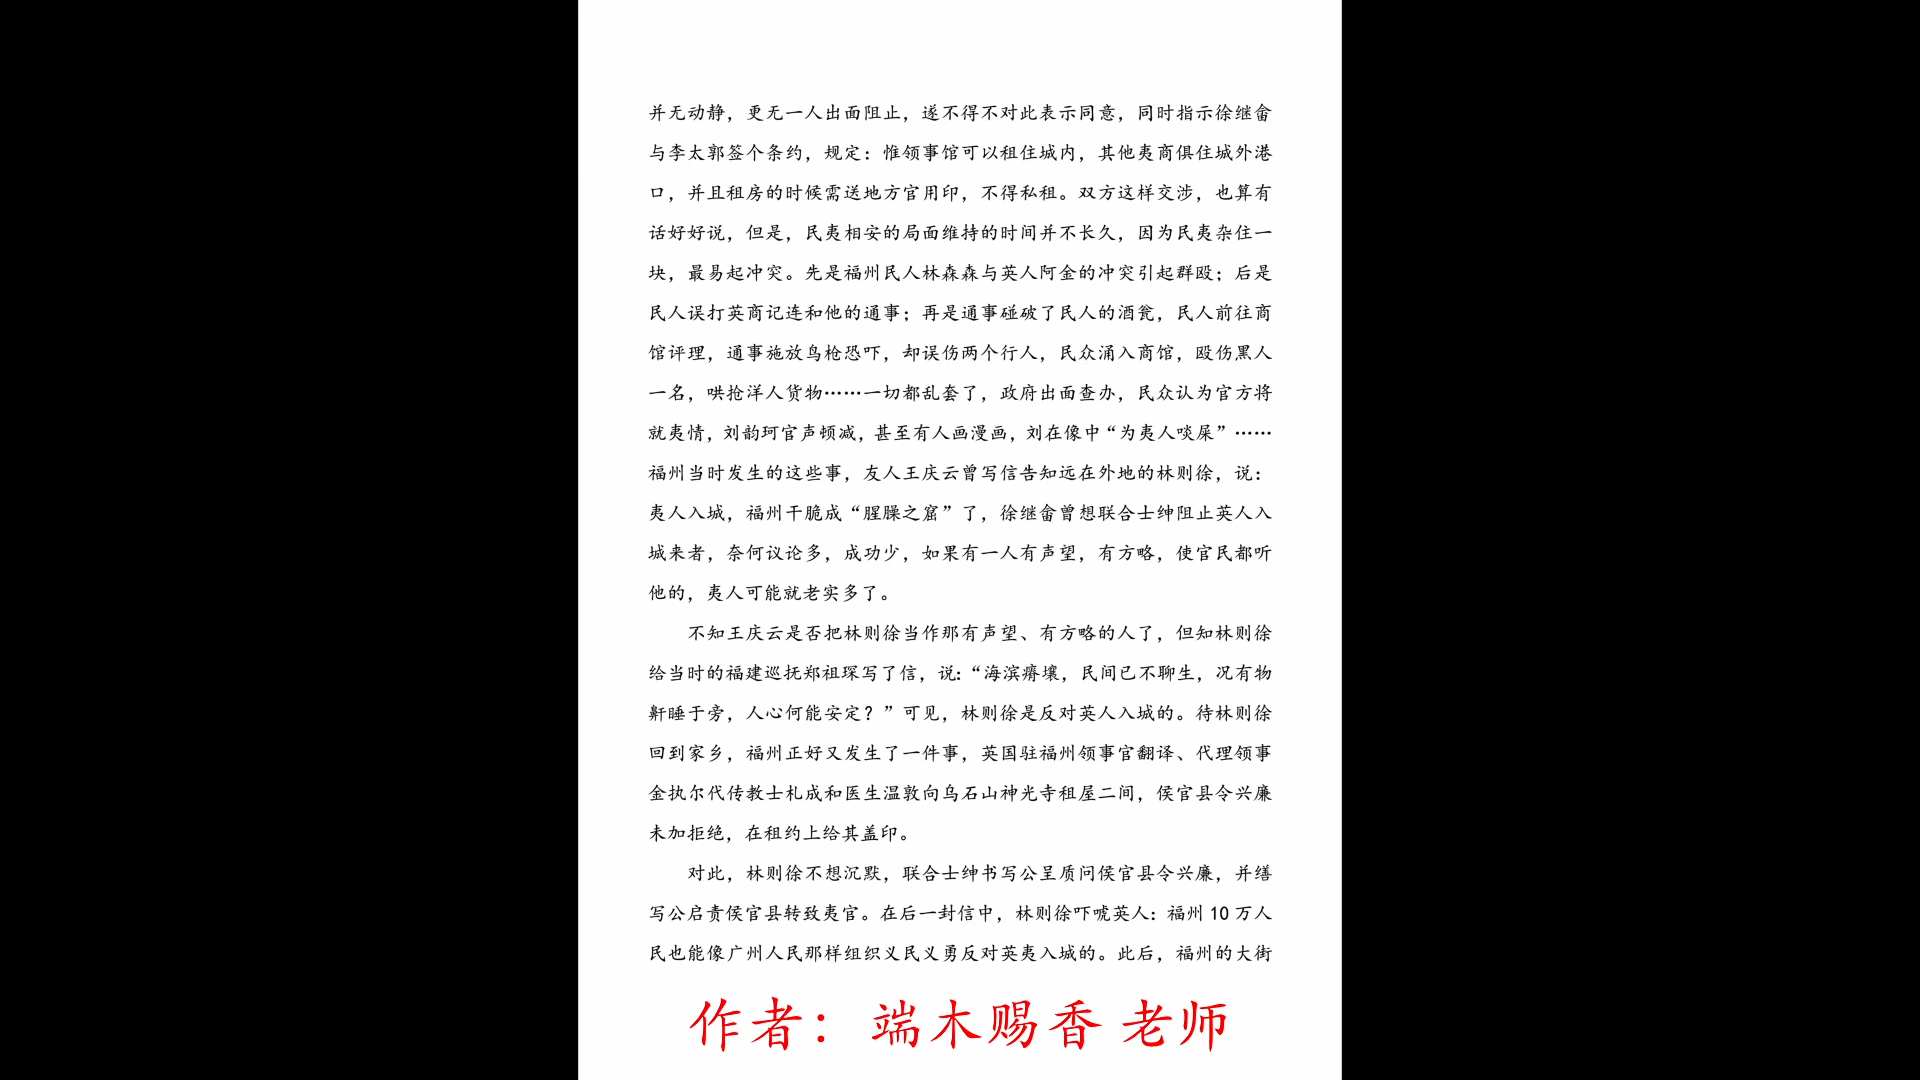 并无动静，更无一人出面阻止，遂不得不对此表示同意，同时指示徐继畬
与李太郭签个条约，规定：惟领事馆可以租住城内，其他夷商俱住城外港
口，并且租房的时候需送地方官用印，不得私租。双方这样交涉，也算有
话好好说，但是，民夷相安的局面维持的时间并不长久，因为民夷杂住一
块，最易起冲突。先是福州民人林森森与英人阿金的冲突引起群殴；后是
民人误打英商记连和他的通事；再是通事碰破了民人的酒瓮，民人前往商
馆评理，通事施放鸟枪恐吓，却误伤两个行人，民众涌入商馆，殴伤黑人
一名，哄抢洋人货物……一切都乱套了，政府出面查办，民众认为官方将
就夷情，刘韵珂官声顿减，甚至有人画漫画，刘在像中“为夷人啖屎”……
福州当时发生的这些事，友人王庆云曾写信告知远在外地的林则徐，说：
夷人入城，福州干脆成“腥臊之窟”了，徐继畬曾想联合士绅阻止英人入
城来者，奈何议论多，成功少，如果有一人有声望，有方略，使官民都听
他的，夷人可能就老实多了。
不知王庆云是否把林则徐当作那有声望、有方略的人了，但知林则徐
给当时的福建巡抚郑祖琛写了信，说：“海滨瘠壤，民间已不聊生，况有物
鼾睡于旁，人心何能安定？”可见，林则徐是反对英人入城的。待林则徐
回到家乡，福州正好又发生了一件事，英国驻福州领事官翻译、代理领事
金执尔代传教士札成和医生温敦向乌石山神光寺租屋二间，侯官县令兴廉
未加拒绝，在租约上给其盖印。
对此，林则徐不想沉默，联合士绅书写公呈质问侯官县令兴廉，并缮
写公启责侯官县转致夷官。在后一封信中，林则徐吓唬英人：福州 10 万人
民也能像广州人民那样组织义民义勇反对英夷入城的。此后，福州的大街
作者：端木赐香 老师